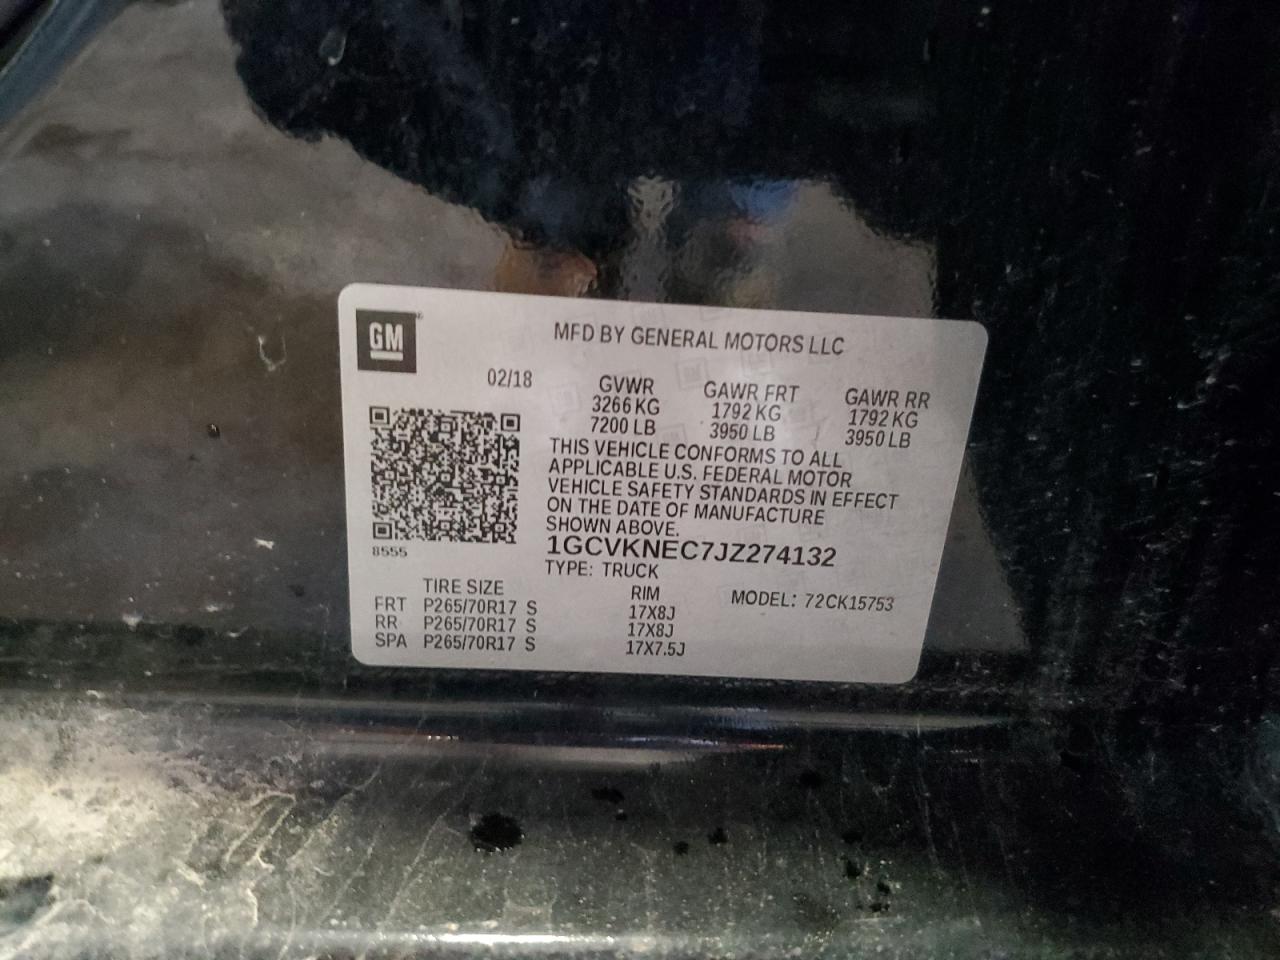 GM
MFD BY GENERAL MOTORS LLC
02/18
GVWR GAWR FRT GAWR RR
3266 KG 1792 KG 1792 KG
7200 LB 3950 LB 3950 LB
THIS VEHICLE CONFORMS TO ALL
APPLICABLE U.S. FEDERAL MOTOR
VEHICLE SAFETY STANDARDS IN EFFECT
ON THE DATE OF MANUFACTURE
SHOWN ABOVE.
8555
1GCVKNEC7JZ274132
TYPE: TRUCK
TIRE SIZE RIM MODEL: 72CK15753
FRT P265/70R17 S 17X8J
RR P265/70R17 S 17X8J
SPA P265/70R17 S 17X7.5J